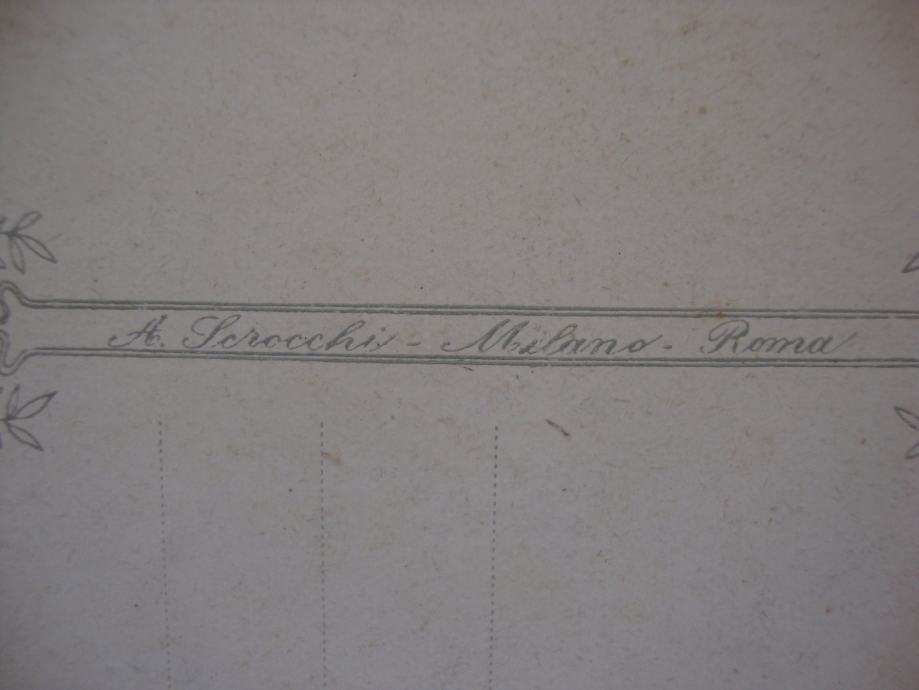 A. Scrocchi - Milano - Roma